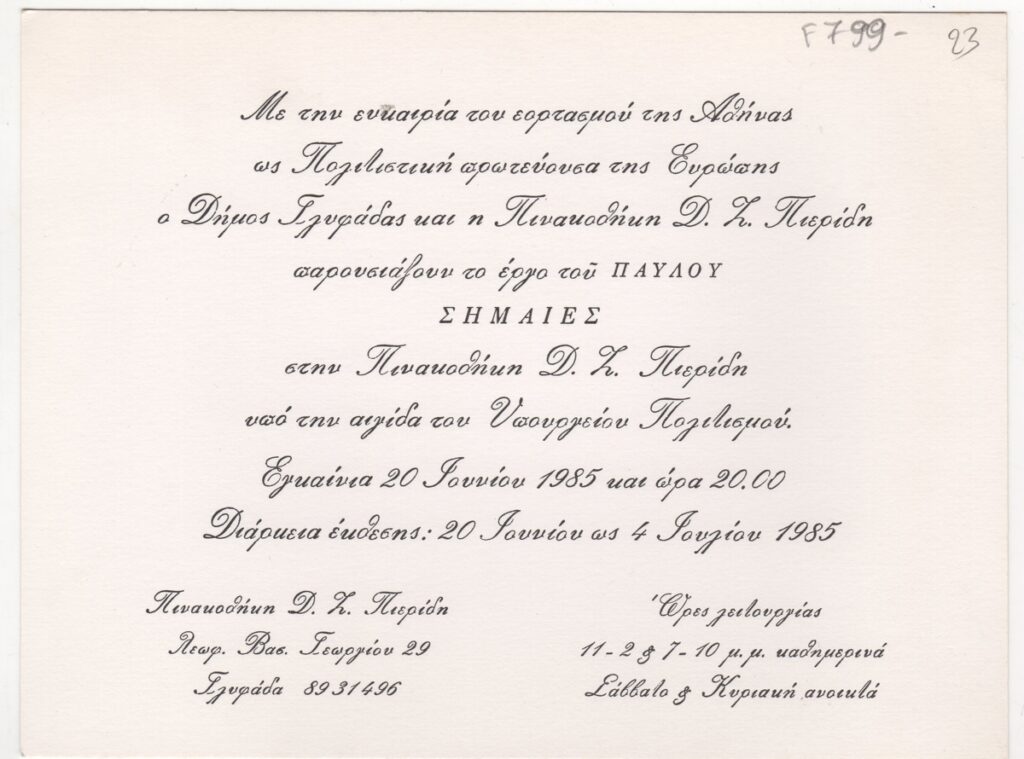 F799-
23
Με την ευκαιρία του εορτασμού της Αθήνας
ως Πολιτιστική πρωτεύουσα της Ευρώπης
ο Δήμος Γλυφάδας και η Πινακοθήκη Δ. Ζ. Πιερίδη
παρουσιάζουν το έργο τοῦ ΠΑΥΛΟΥ
ΣΗΜΑΙΕΣ
στην Πινακοθήκη Δ. Ζ. Πιερίδη
υπό την αιγίδα του Υπουργείου Πολιτισμού.
Εγκαίνια 20 Ιουνίου 1985 και ώρα 20.00
Διάρκεια έκθεσης: 20 Ιουνίου ως 4 Ιουλίου 1985
Πινακοθήκη Δ. Ζ. Πιερίδη
Λεωφ. Βασ. Γεωργίου 29
Γλυφάδα 8931496
Ώρες λειτουργίας
11-2 & 7-10 μ.μ. καθημερινά
Σάββατο & Κυριακή ανοικτά